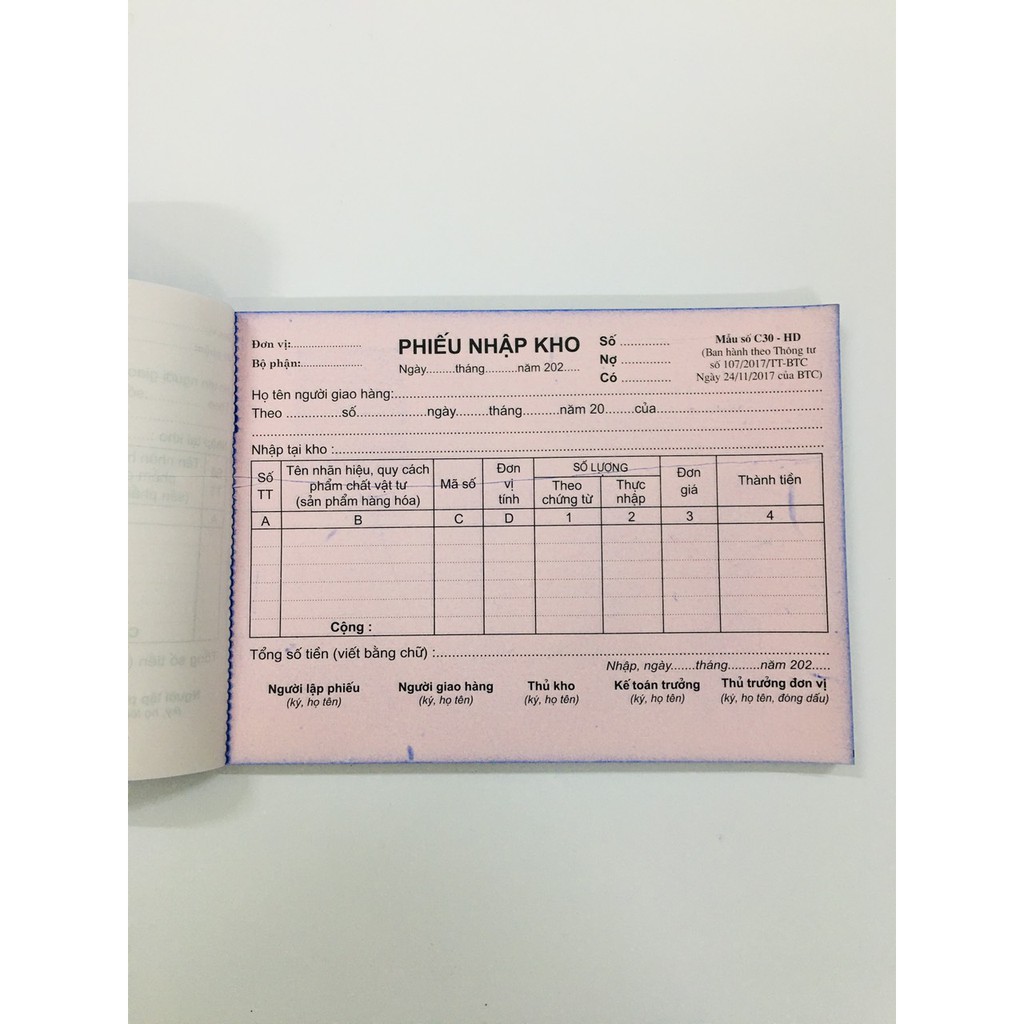 Đơn vị:........................
Bộ phận:.....................
PHIẾU NHẬP KHO
Ngày........tháng.........năm 202.....
Số .............
Nợ .............
Có .............
Mẫu số C30 - HD
(Ban hành theo Thông tư
số 107/2017/TT-BTC
Ngày 24/11/2017 của BTC)
Họ tên người giao hàng:..........................................................................
Theo ...............số...................ngày.......tháng..........năm 20........của....................................
..............................................................................................................
Nhập tại kho :..........................................................................................
Số TT
Tên nhãn hiệu, quy cách
phẩm chất vật tư
(sản phẩm hàng hóa)
Mã số
Đơn vị tính
SỐ LƯỢNG
Theo chứng từ
Thực nhập
Đơn giá
Thành tiền
A B C D 1 2 3 4
Cộng :
Tổng số tiền (viết bằng chữ) :....................................................................
Nhập, ngày.......tháng.........năm 202.....
Người lập phiếu Người giao hàng Thủ kho Kế toán trưởng Thủ trưởng đơn vị
(ký, họ tên) (ký, họ tên) (ký, họ tên) (ký, họ tên) (ký, họ tên, đóng dấu)